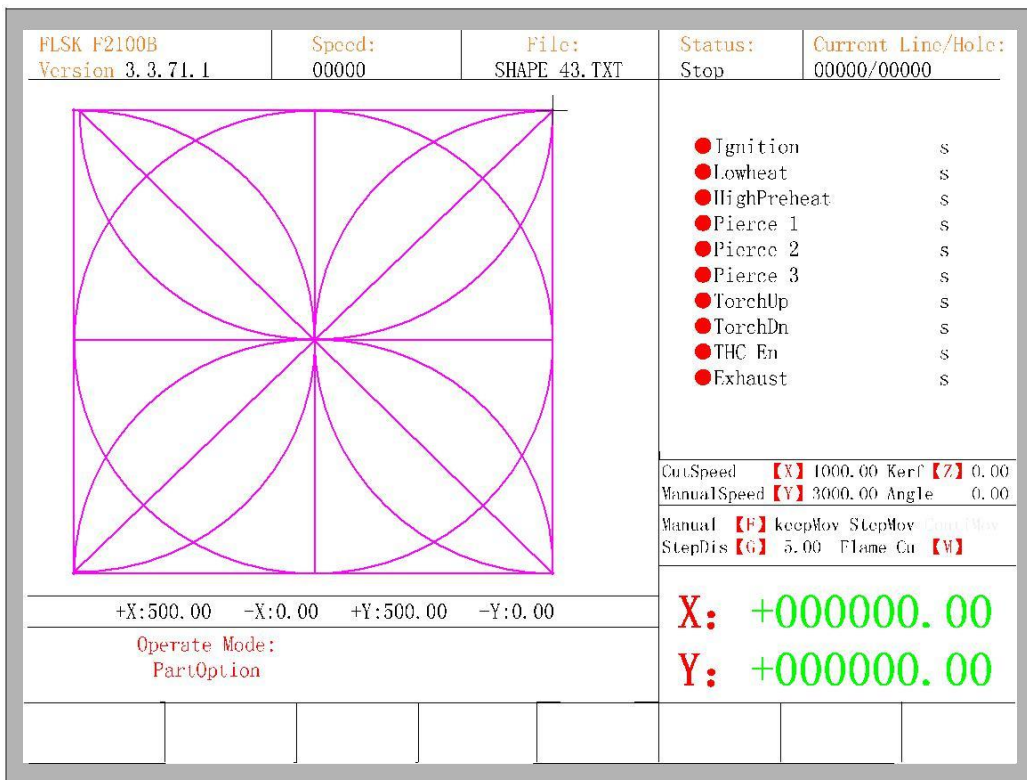 FLSK F2100B
Version 3.3.71.1
Speed:
00000
File:
SHAPE 43.TXT
Status:
Stop
Current Line/Hole:
00000/00000
Ignition s
Lowheat s
HighPreheat s
Pierce 1 s
Pierce 2 s
Pierce 3 s
TorchUp s
TorchDn s
THC En s
Exhaust s
CutSpeed 【X】 1000.00 Kerf 【Z】 0.00
ManualSpeed 【Y】 3000.00 Angle 0.00
Manual 【F】 keepMov StepMov
StepDis 【G】 5.00 Flame Cu 【M】
+X:500.00 -X:0.00 +Y:500.00 -Y:0.00
Operate Mode:
PartOption
X: +000000.00
Y: +000000.00